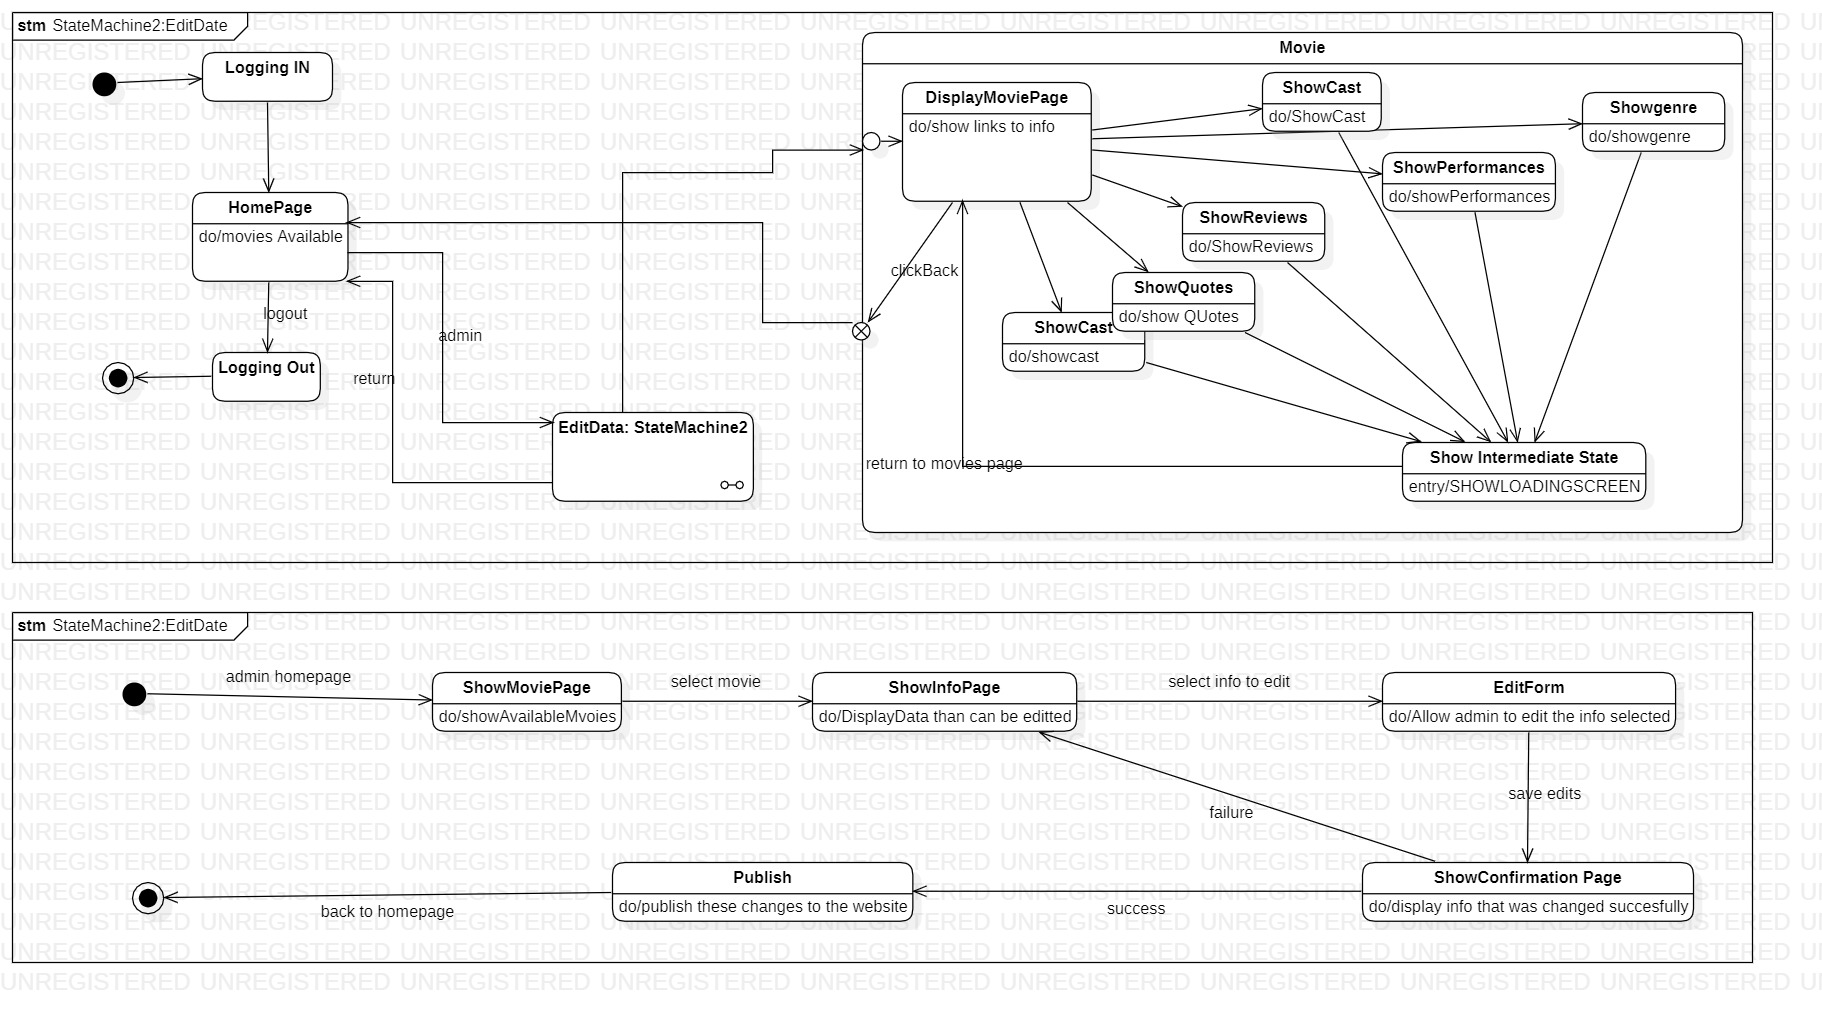 stm StateMachine2:EditDate
Logging IN
HomePage
do/movies Available
logout
Logging Out
admin
return
EditData: StateMachine2
Movie
DisplayMoviePage
do/show links to info
ShowCast
do/ShowCast
Showgenre
do/showgenre
ShowPerformances
do/showPerformances
ShowReviews
do/ShowReviews
clickBack
ShowQuotes
do/show QUotes
ShowCast
do/showcast
return to movies page
Show Intermediate State
entry/SHOWLOADINGSCREEN
stm StateMachine2:EditDate
admin homepage
ShowMoviePage
do/showAvailableMvoies
select movie
ShowInfoPage
do/DisplayData than can be editted
select info to edit
EditForm
do/Allow admin to edit the info selected
save edits
failure
ShowConfirmation Page
do/display info that was changed succesfully
success
Publish
do/publish these changes to the website
back to homepage
UNREGISTERED